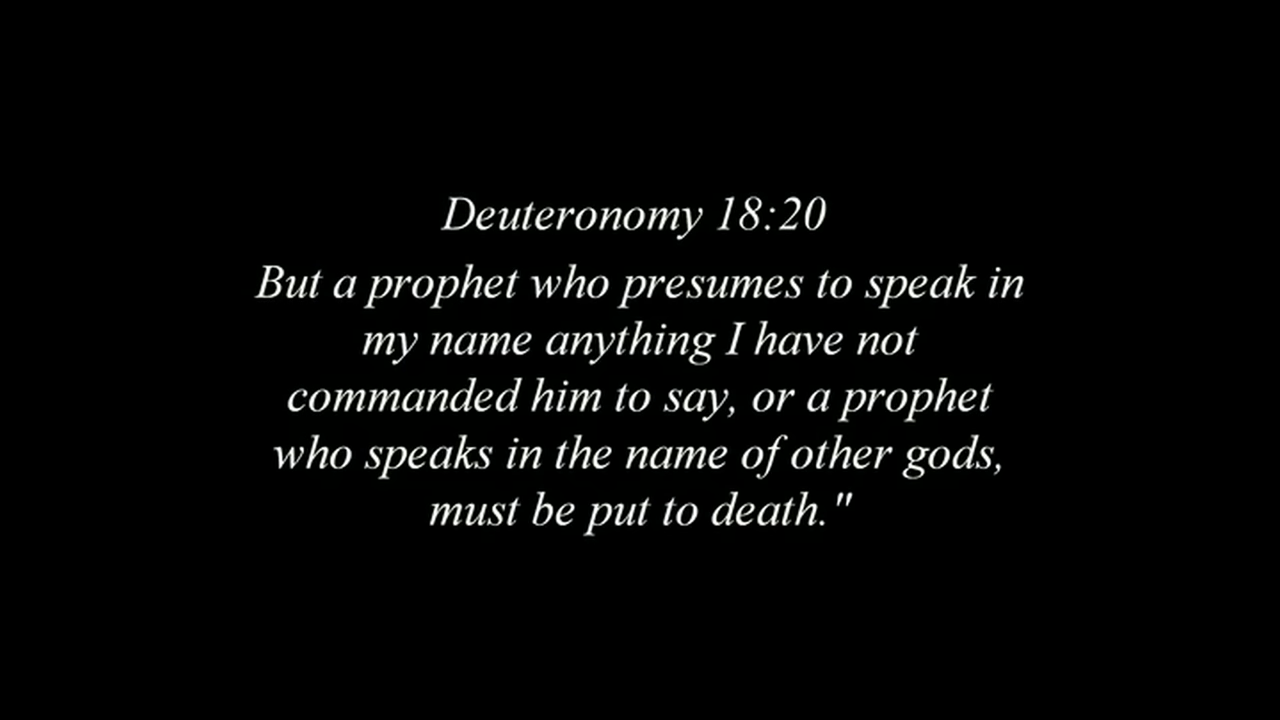 Deuteronomy 18:20
But a prophet who presumes to speak in
my name anything I have not
commanded him to say, or a prophet
who speaks in the name of other gods,
must be put to death."